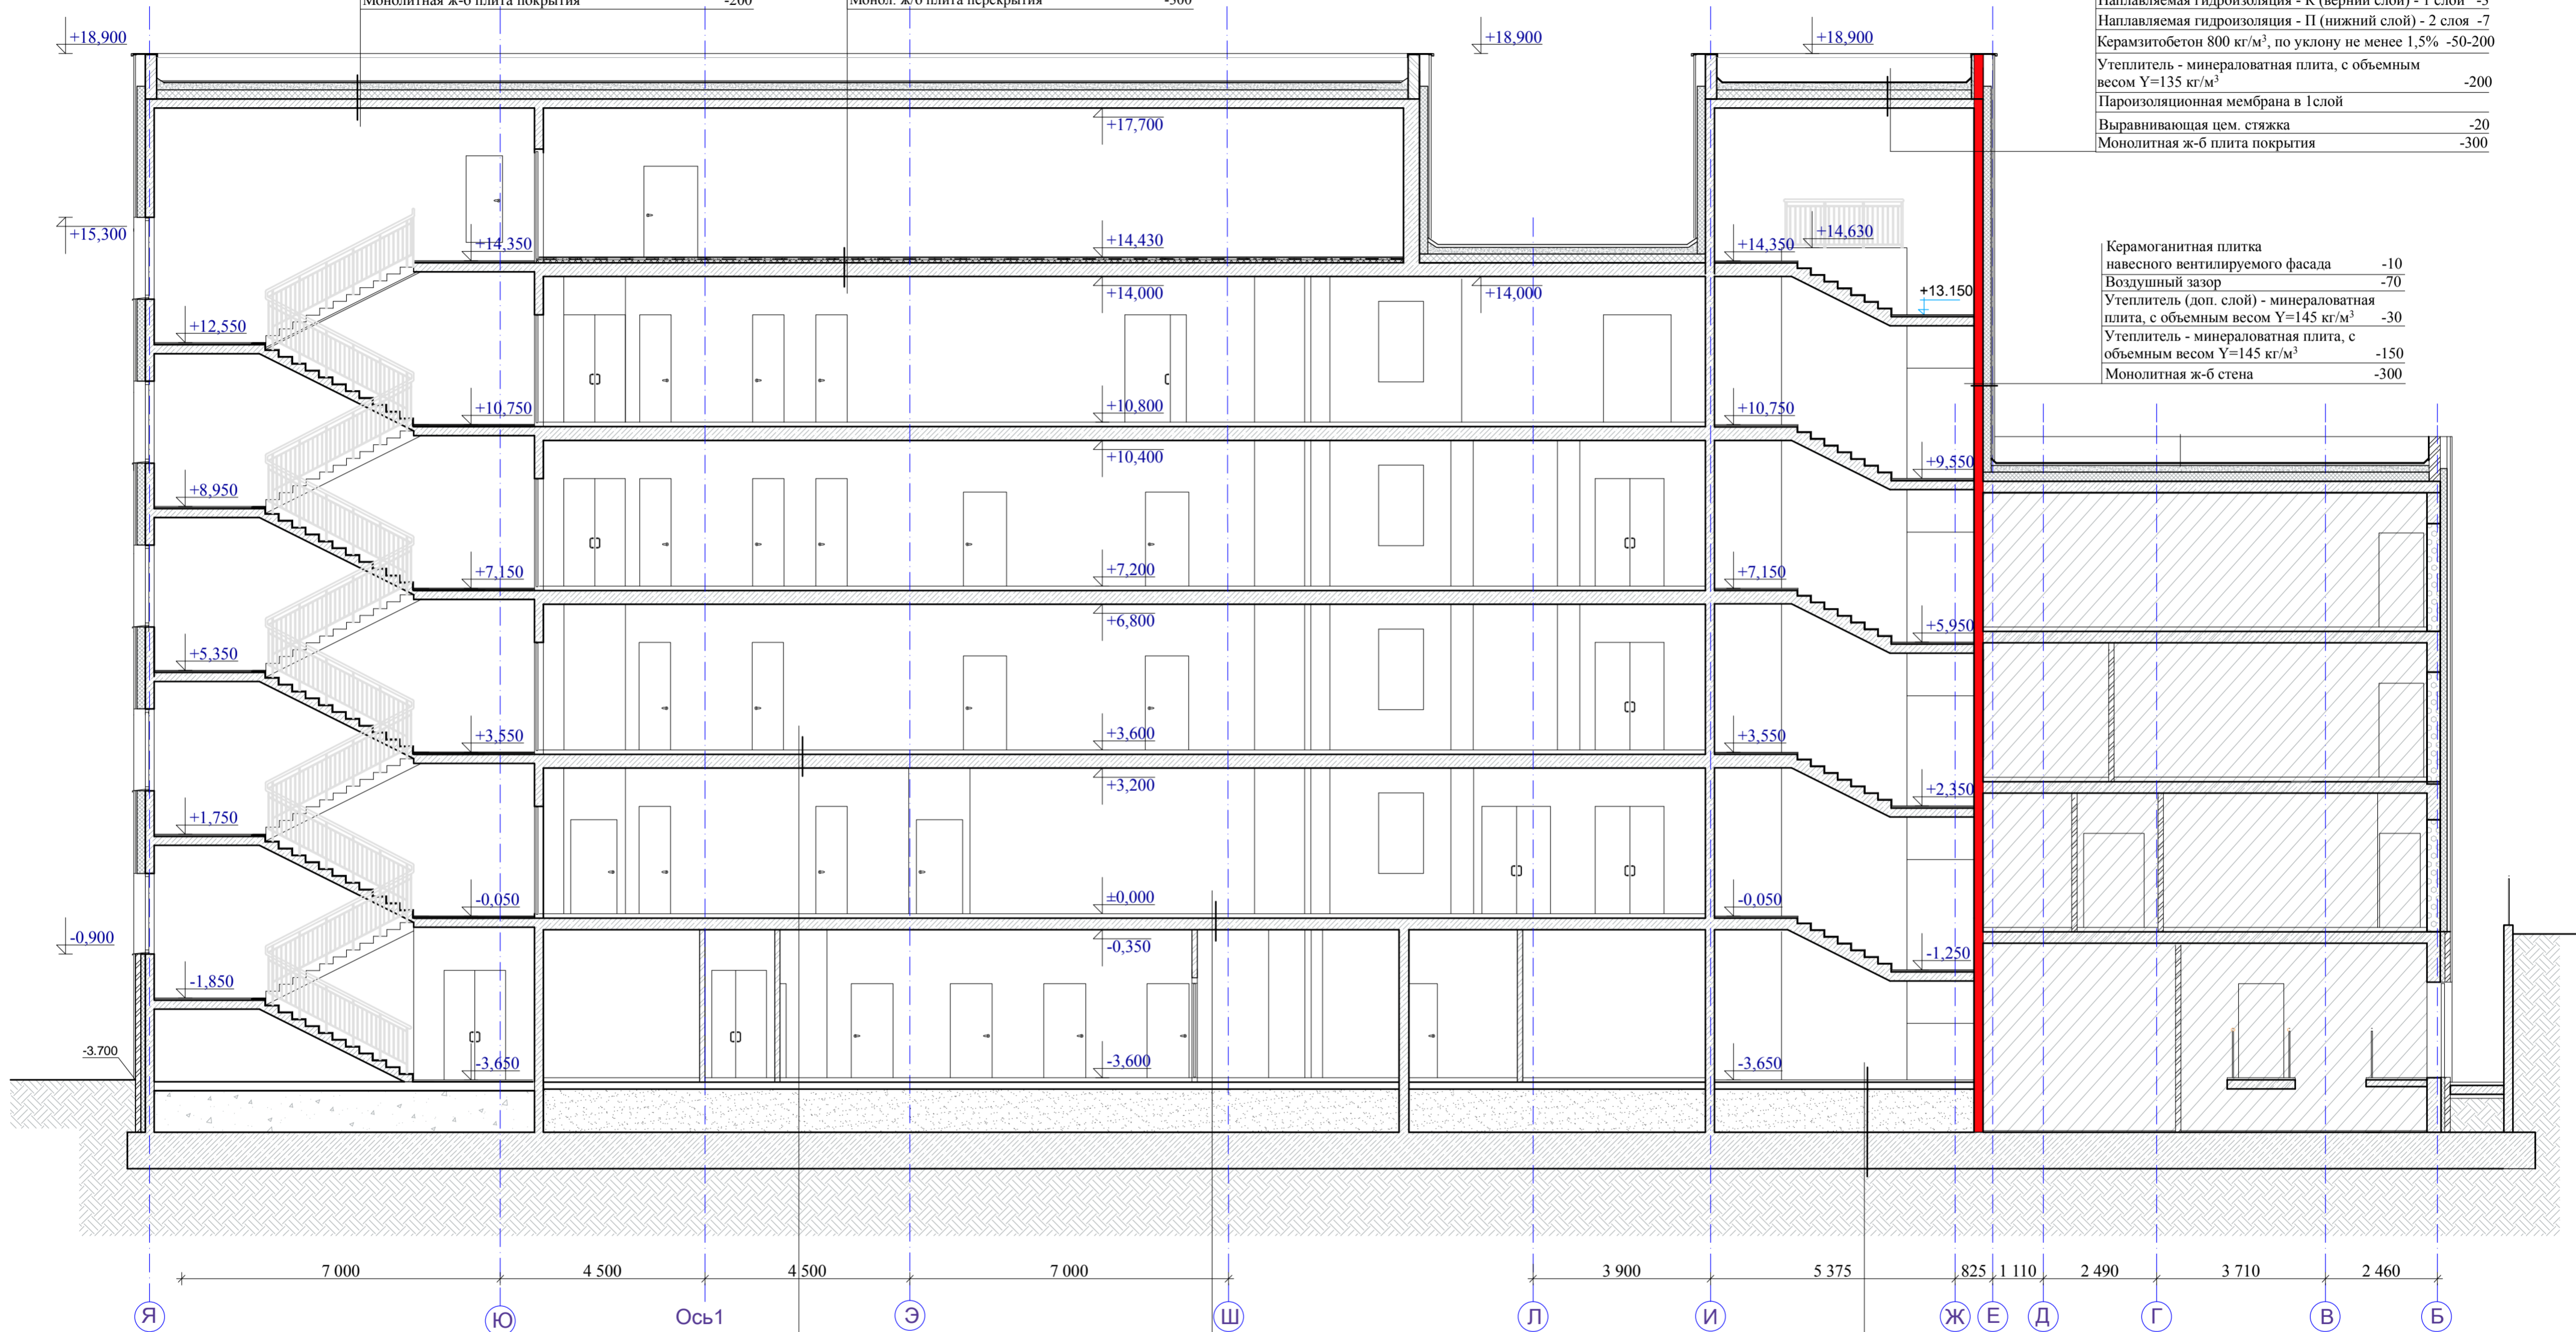 Монолитная ж-б плита покрытия -200
Монол. ж/б плита перекрытия -300
Наплавляемая гидроизоляция - К (верний слой) - 1 слой -5
Наплавляемая гидроизоляция - П (нижний слой) - 2 слоя -7
Керамзитобетон 800 кг/м³, по уклону не менее 1,5% -50-200
Утеплитель - минераловатная плита, с объемным
весом Y=135 кг/м³ -200
Пароизоляционная мембрана в 1слой
Выравнивающая цем. стяжка -20
Монолитная ж-б плита покрытия -300
+18,900
+18,900
+18,900
+17,700
+15,300
+14,350
+14,430
+14,350
+14,630
Керамоганитная плитка
навесного вентилируемого фасада -10
Воздушный зазор -70
Утеплитель (доп. слой) - минераловатная
плита, с объемным весом Y=145 кг/м³ -30
Утеплитель - минераловатная плита, с
объемным весом Y=145 кг/м³ -150
Монолитная ж-б стена -300
+14,000
+14,000
+13.150
+12,550
+10,750
+10,800
+10,750
+10,400
+9,550
+8,950
+7,150
+7,200
+7,150
+6,800
+5,950
+5,350
+3,550
+3,600
+3,550
+3,200
+2,350
+1,750
-0,050
±0,000
-0,050
-0,900
-0,350
-1,250
-1,850
-3.700
-3,650
-3,600
-3,650
7 000
4 500
4 500
7 000
3 900
5 375
825
1 110
2 490
3 710
2 460
Я
Ю
Ось1
Э
Ш
Л
И
Ж
Е
Д
Г
В
Б